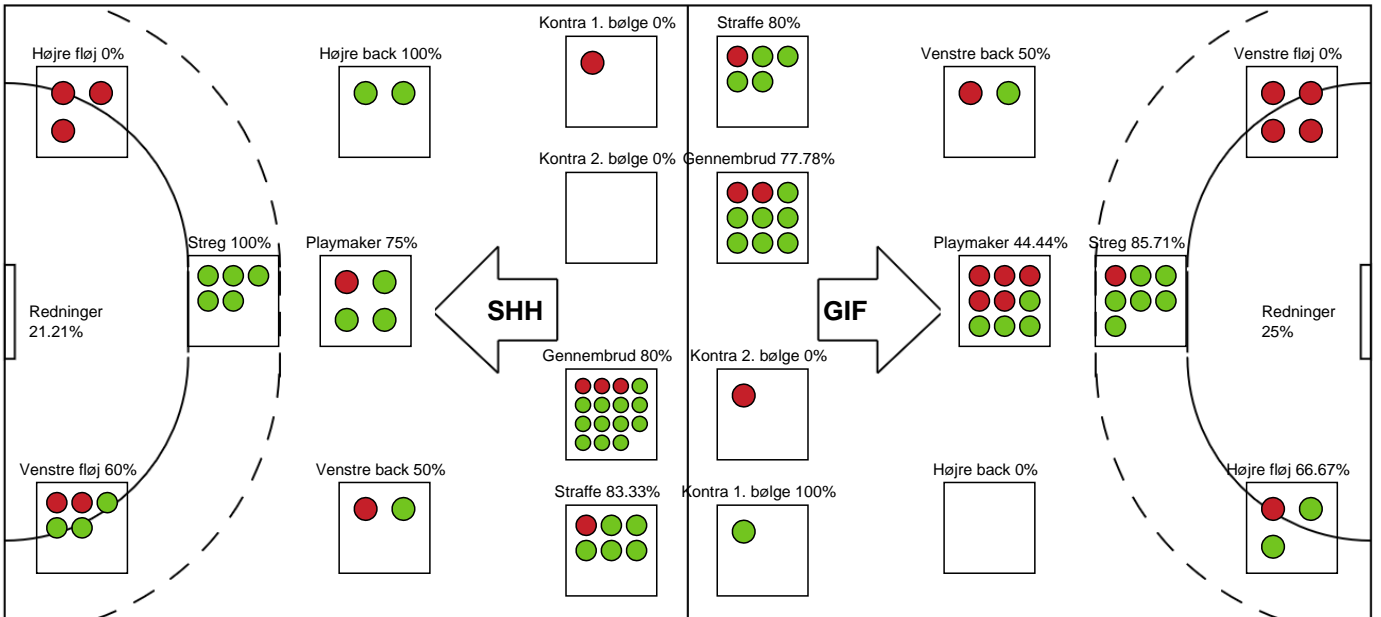 Kontra 1. bølge 0%
Straffe 80%
Højre fløj 0%
Højre back 100%
Venstre back 50%
Venstre fløj 0%
Kontra 2. bølge 0%
Gennembrud 77.78%
Streg 100%
Playmaker 75%
Playmaker 44.44%
Streg 85.71%
Redninger
21.21%
SHH
GIF
Redninger
25%
Gennembrud 80%
Kontra 2. bølge 0%
Venstre fløj 60%
Venstre back 50%
Højre back 0%
Højre fløj 66.67%
Straffe 83.33%
Kontra 1. bølge 100%